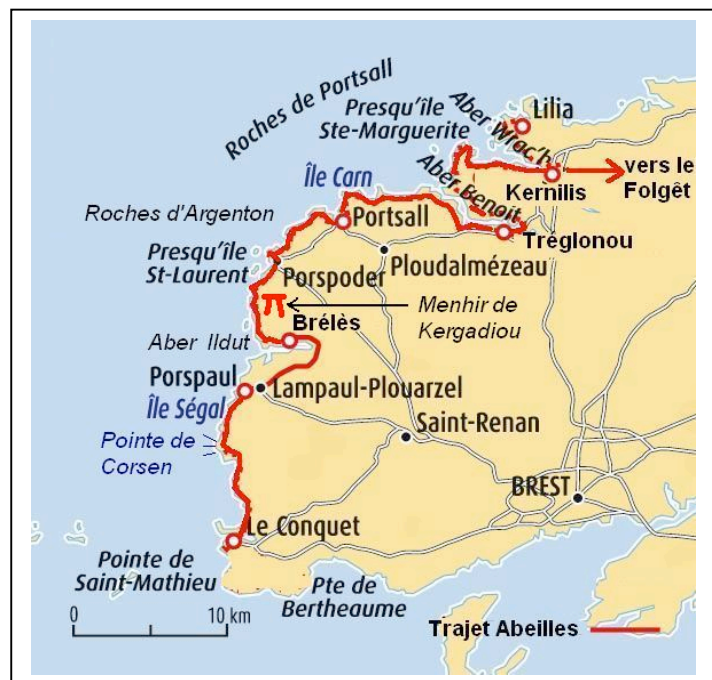 Roches de Portsall
Presqu'île
Ste-Marguerite
Aber Wrac'h
Lilia
vers le
Folgêt
Kernilis
Île Carn
Aber Benoit
Roches d'Argenton
Portsall
Tréglonou
Presqu'île
St-Laurent
Ploudalmézeau
Porspoder
Menhir de
Kergadiou
Brélès
Aber Ildut
Porspaul
Lampaul-Plouarzel
Île Ségal
Saint-Renan
Pointe de
Corsen
BREST
Le Conquet
Pointe de
Saint-Mathieu
Pte de
Bertheaume
0 10 km
Trajet Abeilles